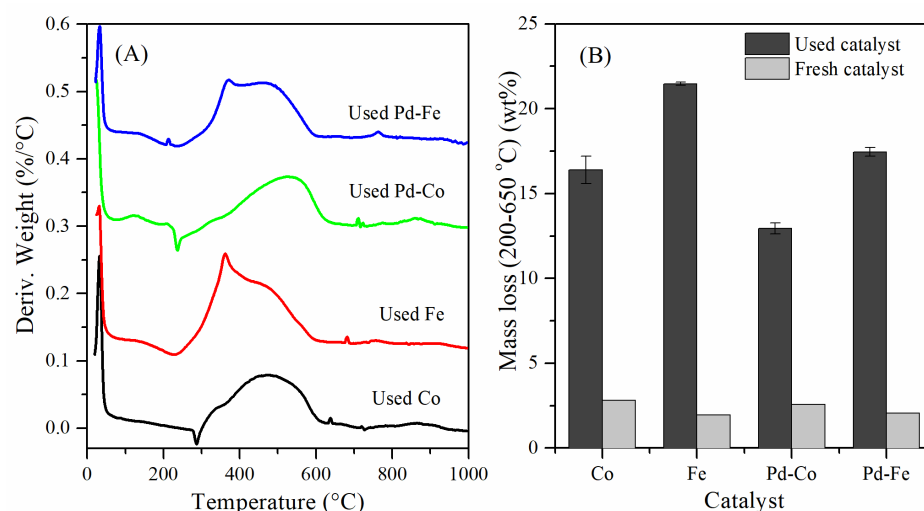 (A)
Deriv. Weight (%/°C)
0.6
0.5
0.4
0.3
0.2
0.1
0.0
Used Pd-Fe
Used Pd-Co
Used Fe
Used Co
0 200 400 600 800 1000
Temperature (°C)
(B)
Used catalyst
Fresh catalyst
Mass loss (200-650 °C) (wt%)
25
20
15
10
5
0
Co Fe Pd-Co Pd-Fe
Catalyst